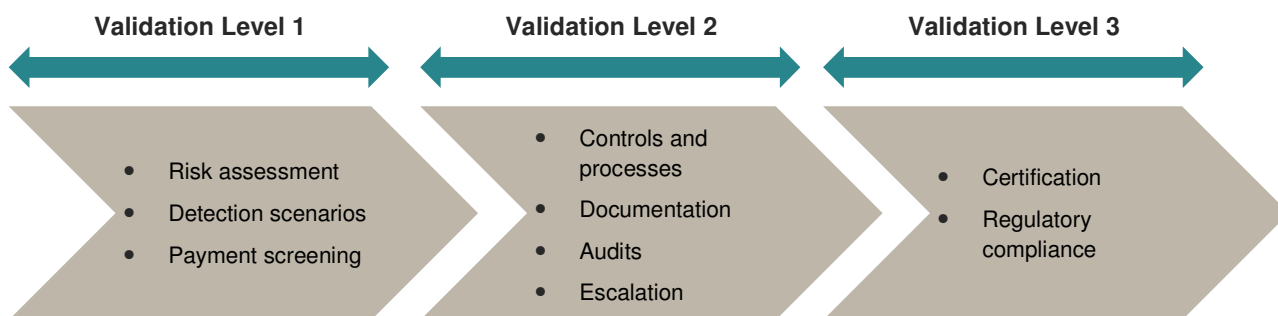 Validation Level 1
Validation Level 2
Validation Level 3
• Risk assessment
• Detection scenarios
• Payment screening
• Controls and
processes
• Documentation
• Audits
• Escalation
• Certification
• Regulatory
compliance